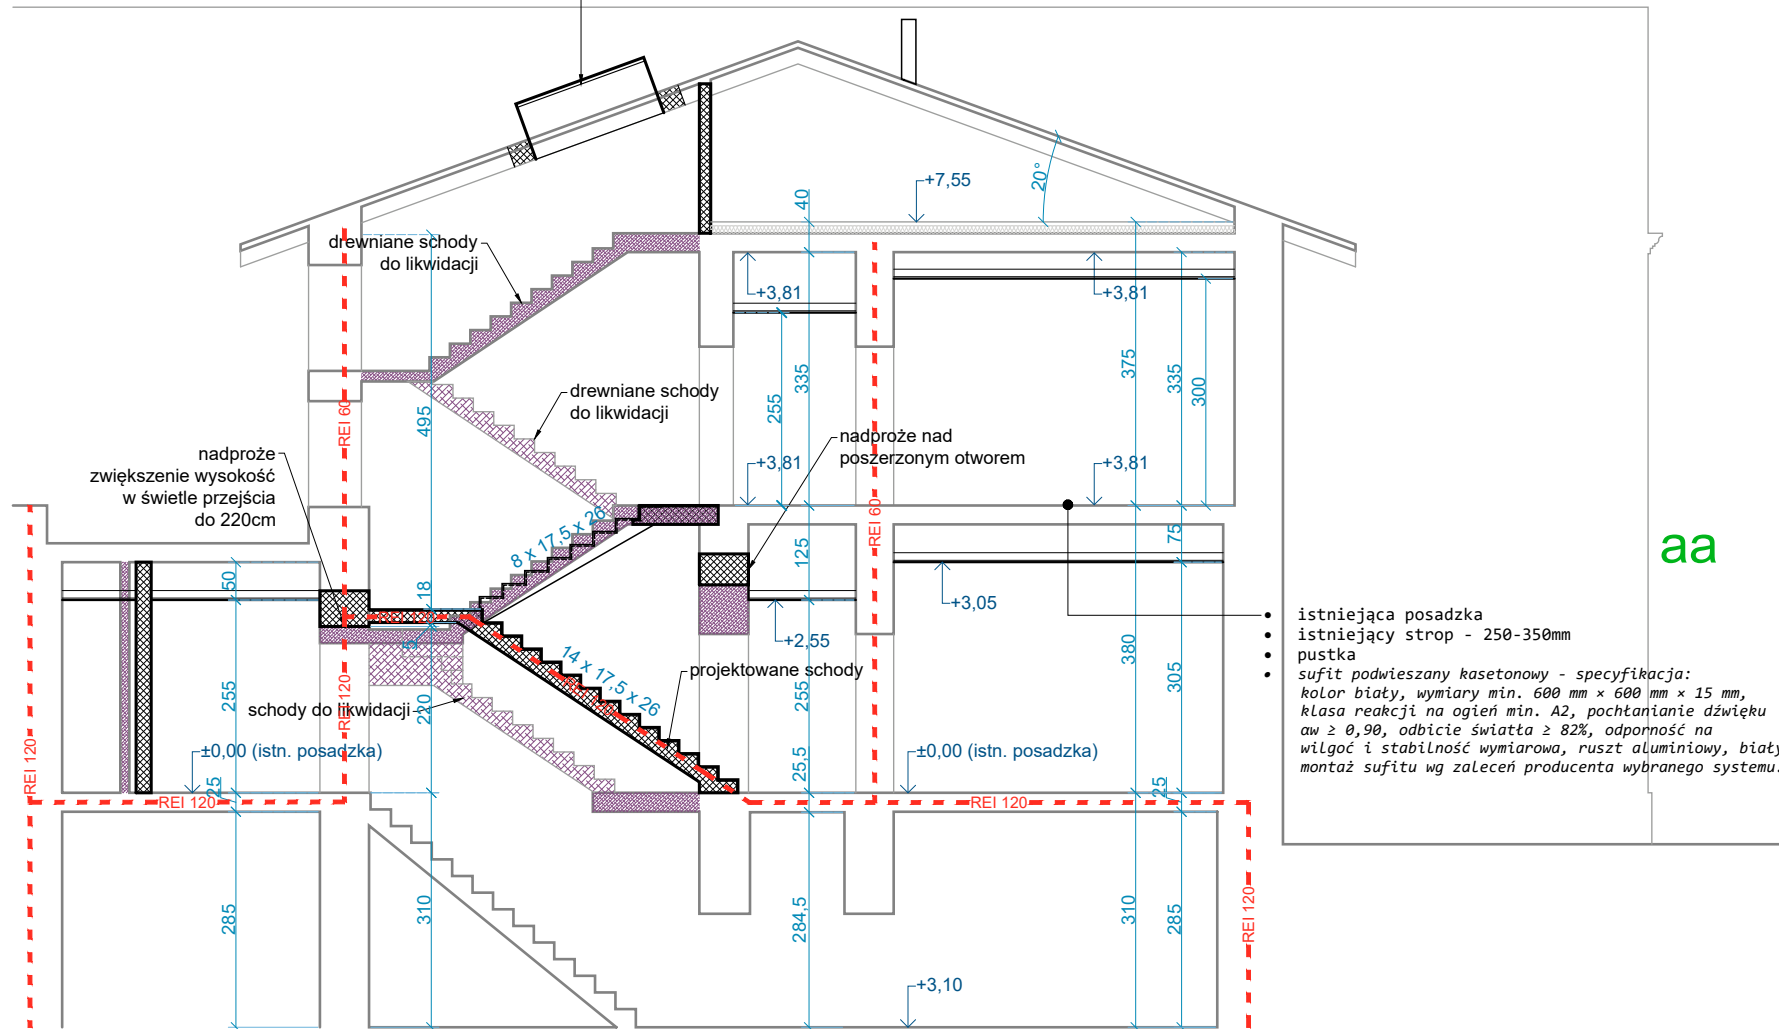 +7,55
20°
40
drewniane schody
do likwidacji
+3,81
+3,81
495
REI 60
335
255
375
335
300
drewniane schody
do likwidacji
nadproże
zwiększenie wysokość
w świetle przejścia
do 220cm
nadproże nad
poszerzonym otworem
+3,81
+3,81
REI 60
8 x 17,5 x 26
75
125
aa
50
18
+3,05
+2,55
istniejąca posadzka
istniejący strop - 250-350mm
pustka
sufit podwieszany kasetonowy - specyfikacja:
kolor biały, wymiary min. 600 mm × 600 mm × 15 mm,
klasa reakcji na ogień min. A2, pochłanianie dźwięku
αw ≥ 0,90, odbicie światła ≥ 82%, odporność na
wilgoć i stabilność wymiarowa, ruszt aluminiowy, biały
montaż sufitu wg zaleceń producenta wybranego systemu.
14 x 17,5 x 26
projektowane schody
380
305
255
220
255
REI 120
schody do likwidacji
±0,00 (istn. posadzka)
±0,00 (istn. posadzka)
REI 120
25
25,5
25
REI 120
REI 120
285
310
284,5
310
285
REI 120
+3,10